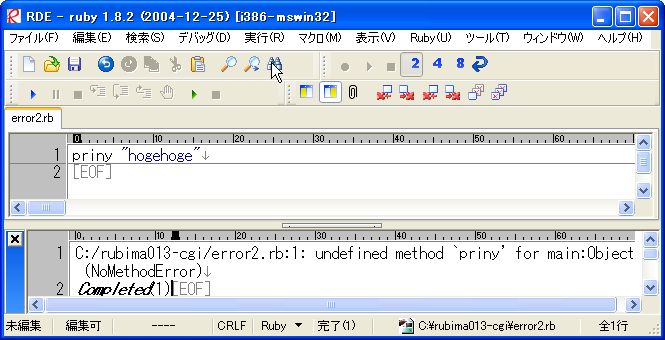 RDE - ruby 1.8.2 (2004-12-25) [i386-mswin32]
ファイル(F) 編集(E) 検索(S) デバッグ(D) 実行(R) マクロ(M) 表示(V) Ruby(U) ツール(T) ウィンドウ(W) ヘルプ(H)
2 4 8
error2.rb
0 10 20 30 40 50 60
1 priny "hogehoge"↓
2 [EOF]
0 10 20 30 40 50 60
1 C:/rubima013-cgi/error2.rb:1: undefined method `priny' for main:Object
(NoMethodError)↓
2 Completed(1)[EOF]
未編集 編集可 ---- CRLF Ruby 完了(1) C:¥rubima013-cgi¥error2.rb 全1行